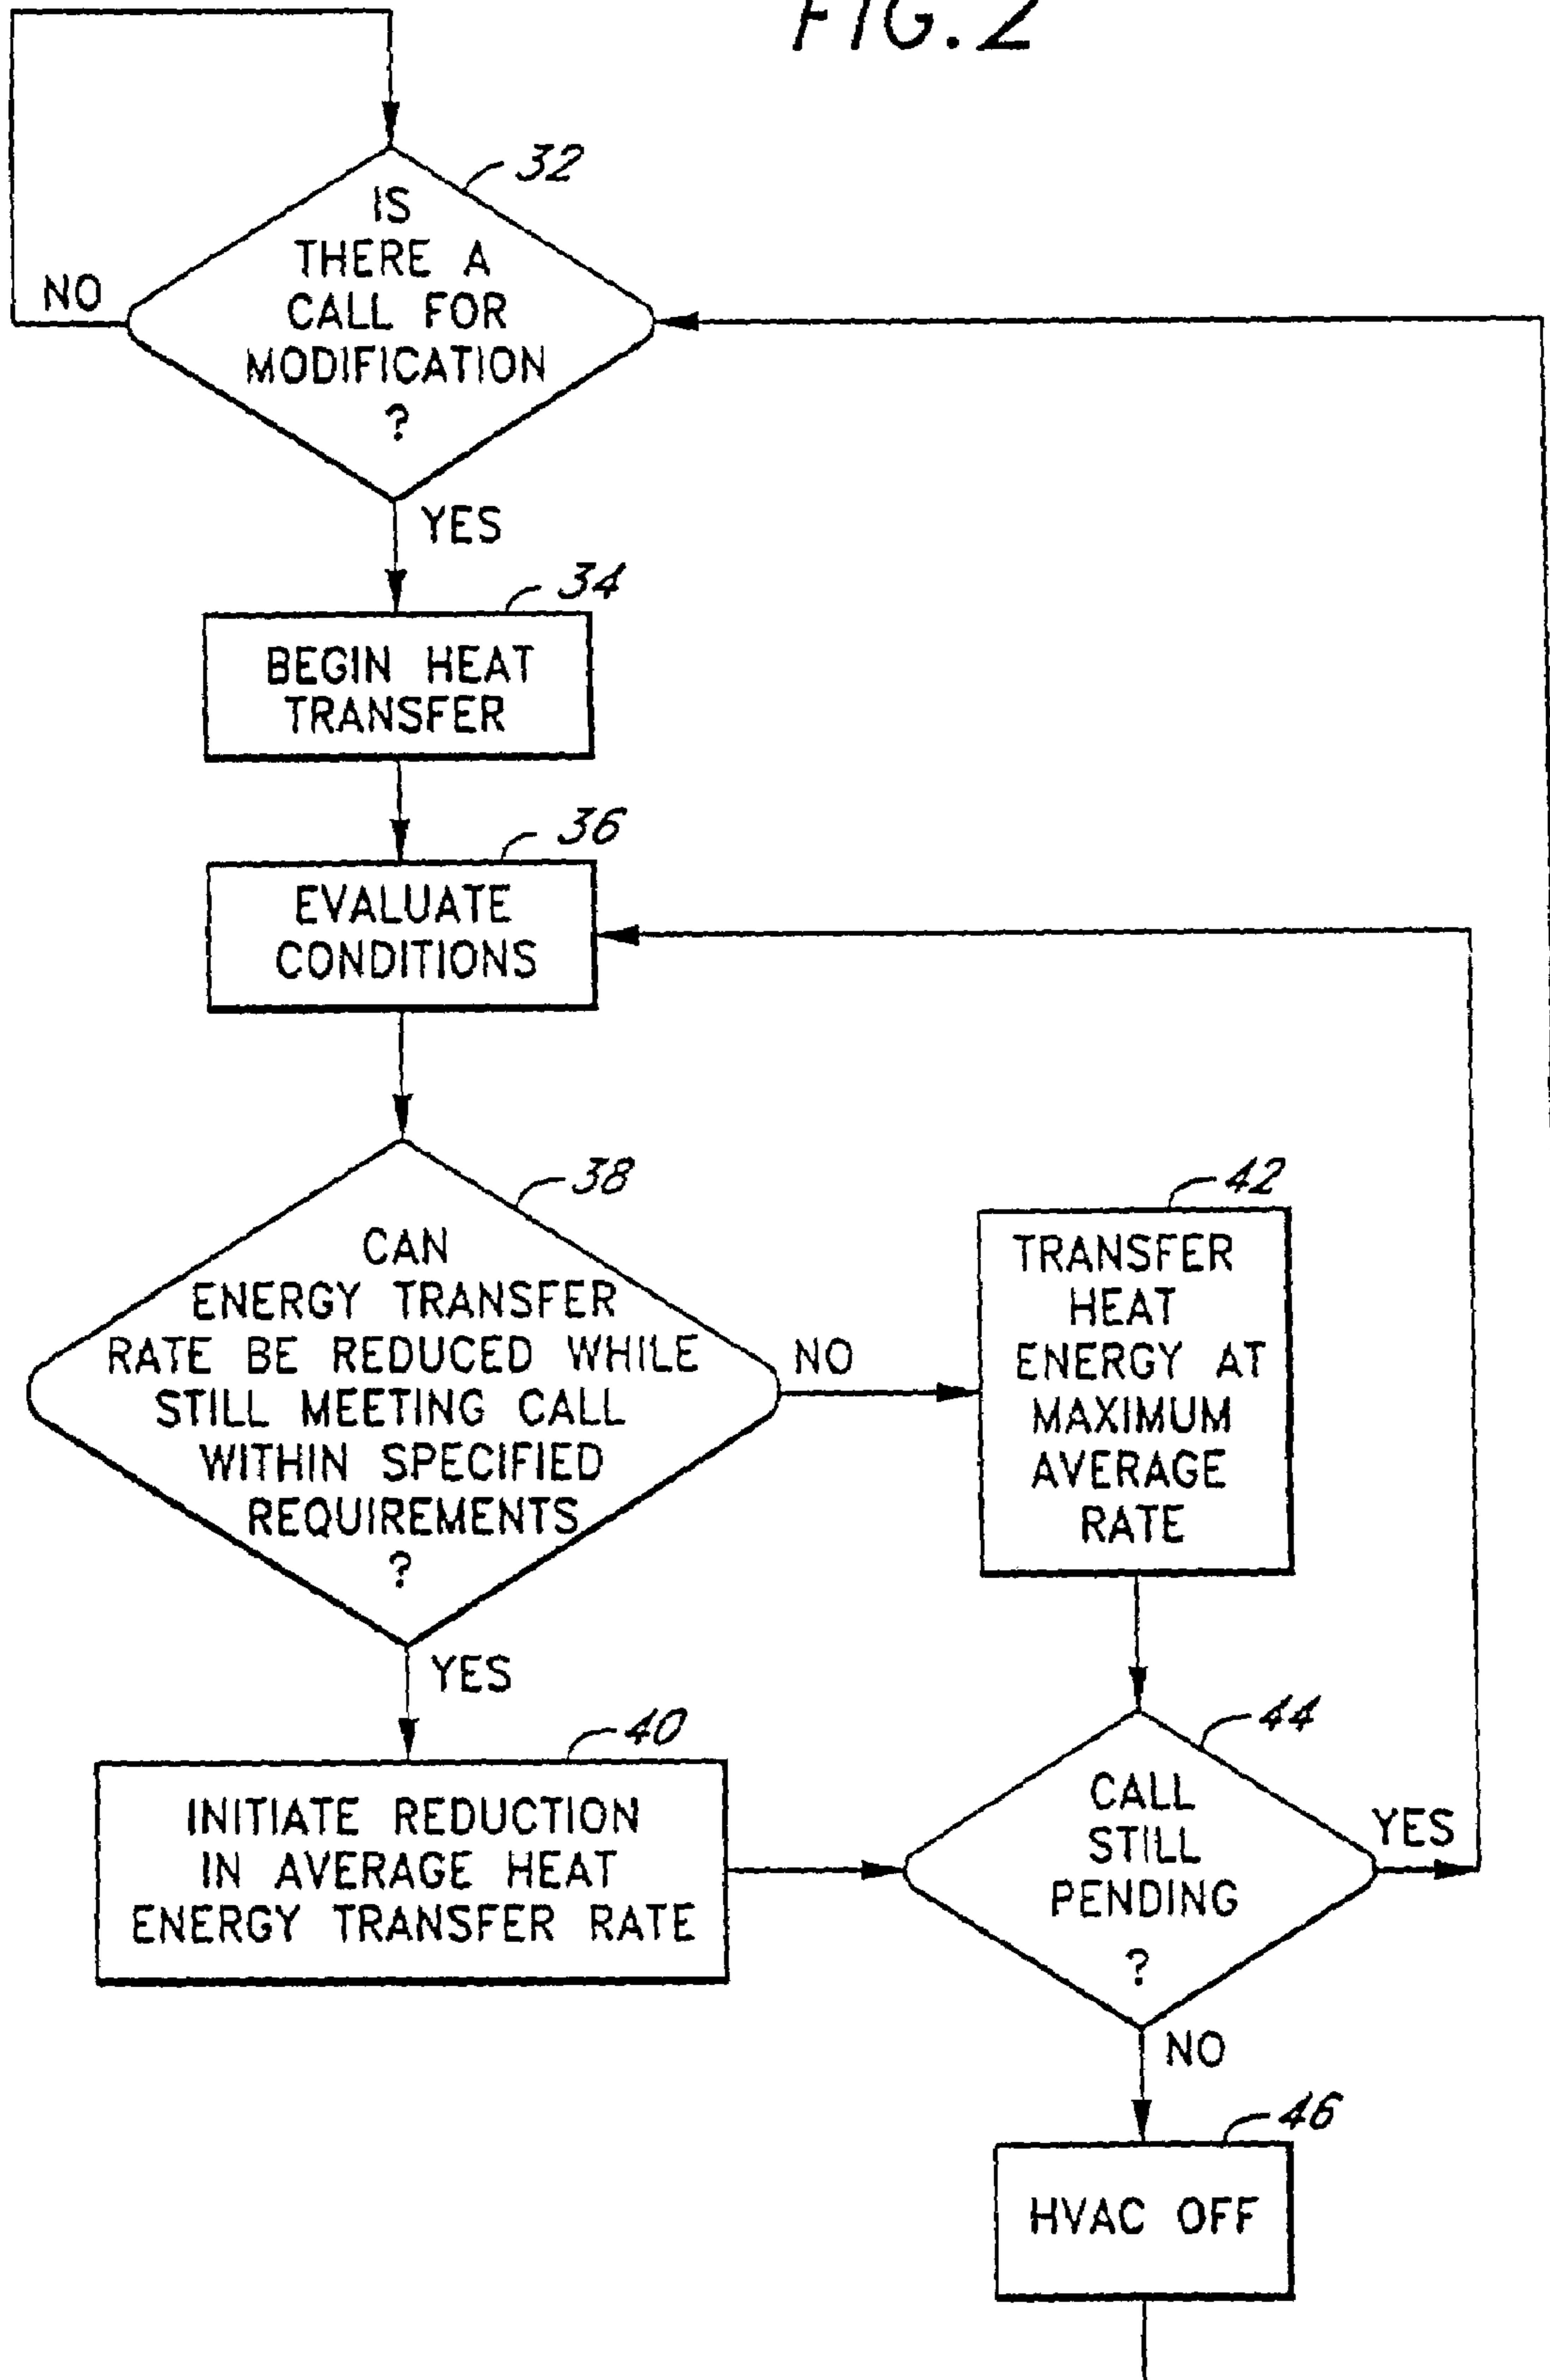 FIG. 2
32
IS
THERE A
CALL FOR
MODIFICATION
?
NO
YES
34
BEGIN HEAT
TRANSFER
36
EVALUATE
CONDITIONS
38
CAN
ENERGY TRANSFER
RATE BE REDUCED WHILE
STILL MEETING CALL
WITHIN SPECIFIED
REQUIREMENTS
?
NO
YES
42
TRANSFER
HEAT
ENERGY AT
MAXIMUM
AVERAGE
RATE
40
INITIATE REDUCTION
IN AVERAGE HEAT
ENERGY TRANSFER RATE
44
CALL
STILL
PENDING
?
YES
NO
46
HVAC OFF